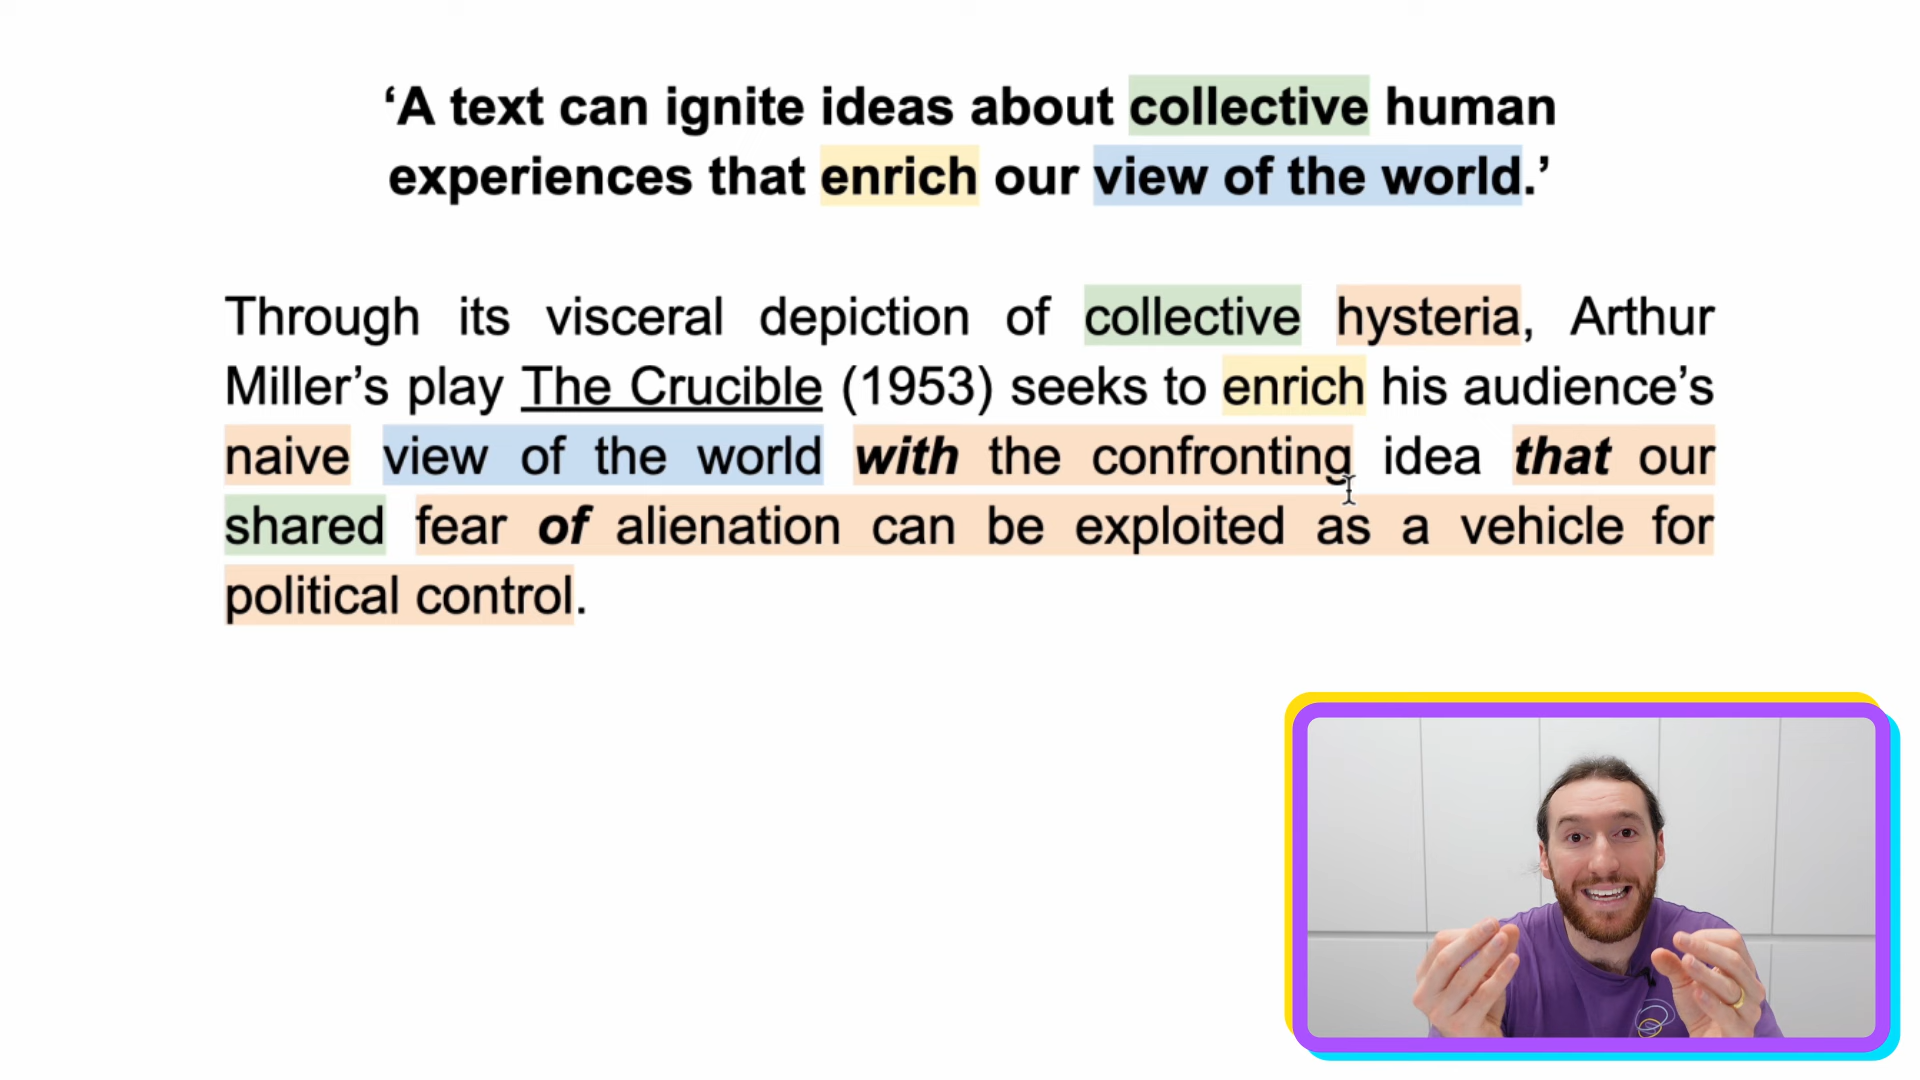 ‘A text can ignite ideas about collective human
experiences that enrich our view of the world.’
Through its visceral depiction of collective hysteria, Arthur
Miller’s play The Crucible (1953) seeks to enrich his audience’s
naive view of the world with the confronting idea that our
shared fear of alienation can be exploited as a vehicle for
political control.